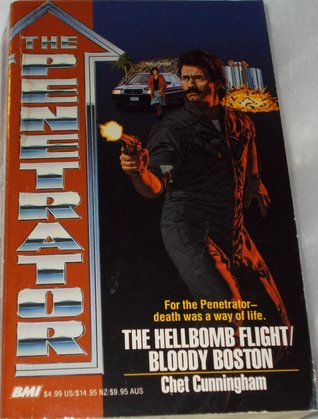 THE
PENETRATOR
For the Penetrator—
death was a way of life.
THE HELLBOMB FLIGHT/
BLOODY BOSTON
Chet Cunningham
BMI $4.99 US/$14.95 NZ/$9.95 AUS